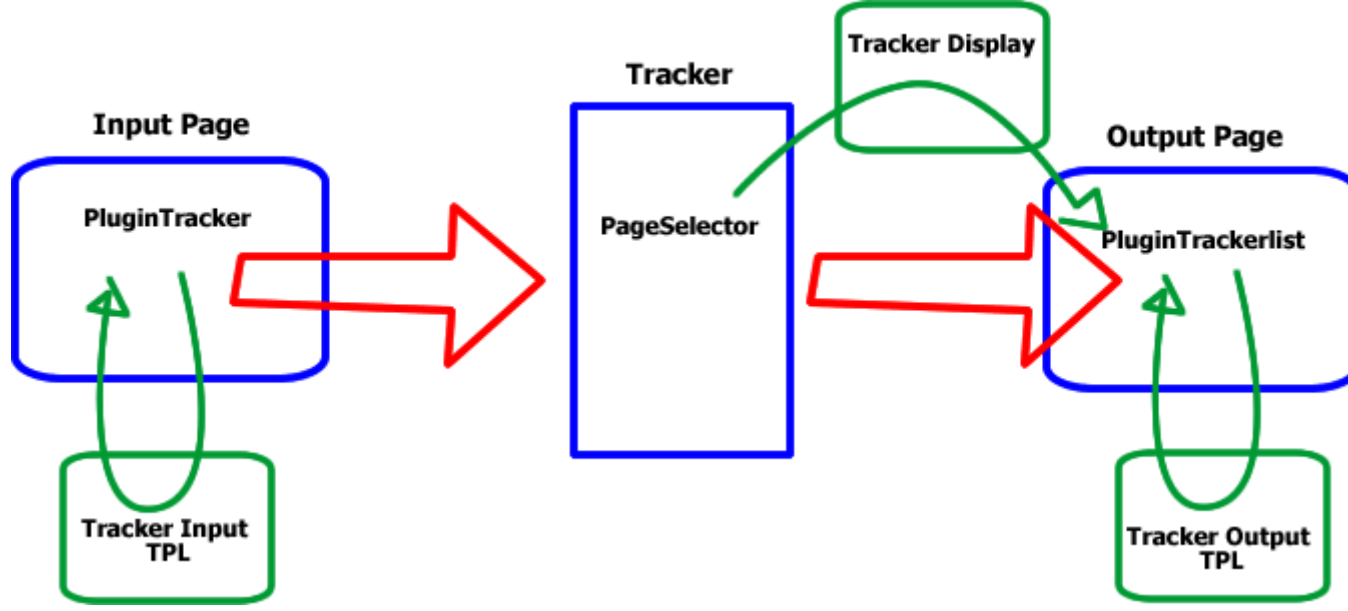 Input Page
PluginTracker
Tracker Input
TPL
Tracker
PageSelector
Tracker Display
Output Page
PluginTrackerlist
Tracker Output
TPL